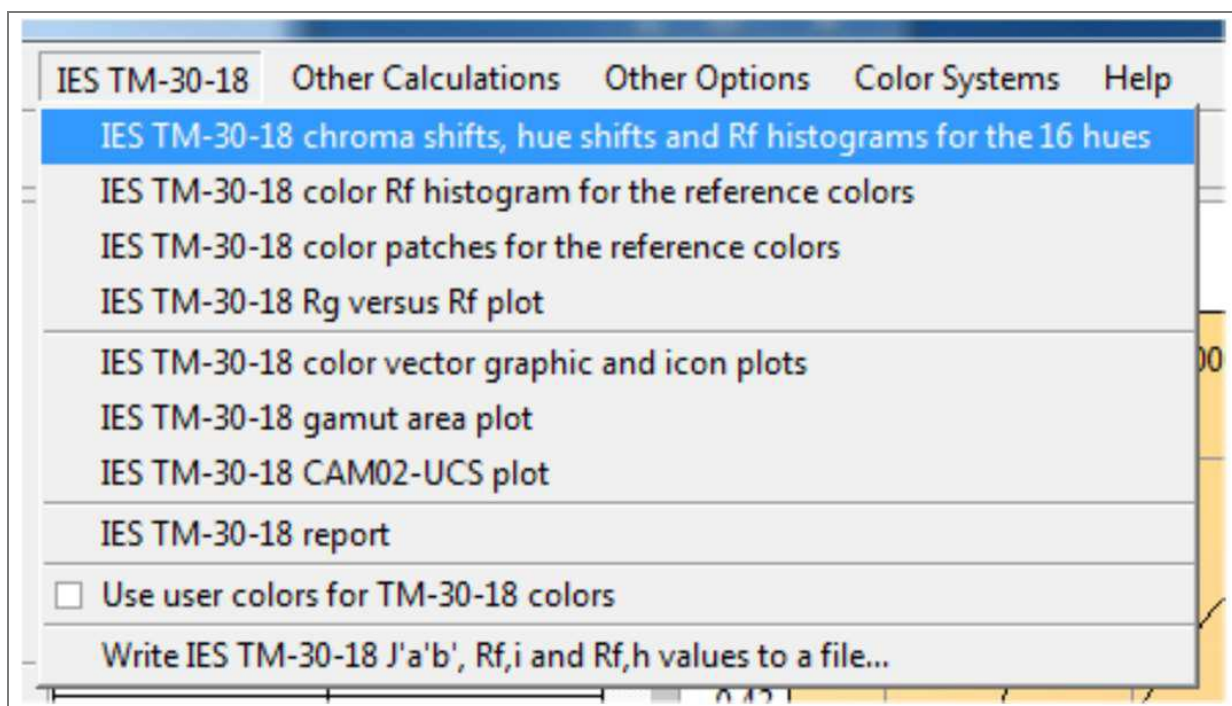 IES TM-30-18 Other Calculations Other Options Color Systems Help
IES TM-30-18 chroma shifts, hue shifts and Rf histograms for the 16 hues
IES TM-30-18 color Rf histogram for the reference colors
IES TM-30-18 color patches for the reference colors
IES TM-30-18 Rg versus Rf plot
IES TM-30-18 color vector graphic and icon plots
IES TM-30-18 gamut area plot
IES TM-30-18 CAM02-UCS plot
IES TM-30-18 report
Use user colors for TM-30-18 colors
Write IES TM-30-18 J'a'b', Rf,i and Rf,h values to a file...